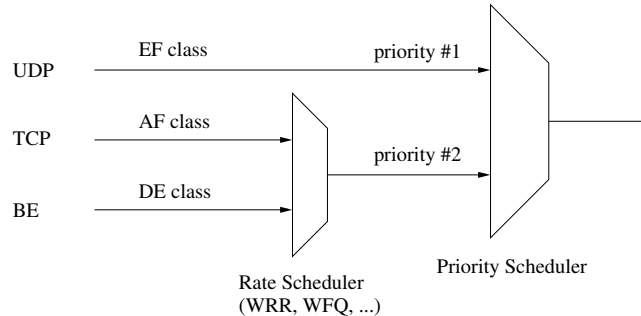 EF class
priority #1
UDP
AF class
TCP
priority #2
DE class
BE
Priority Scheduler
Rate Scheduler
(WRR, WFQ, ...)